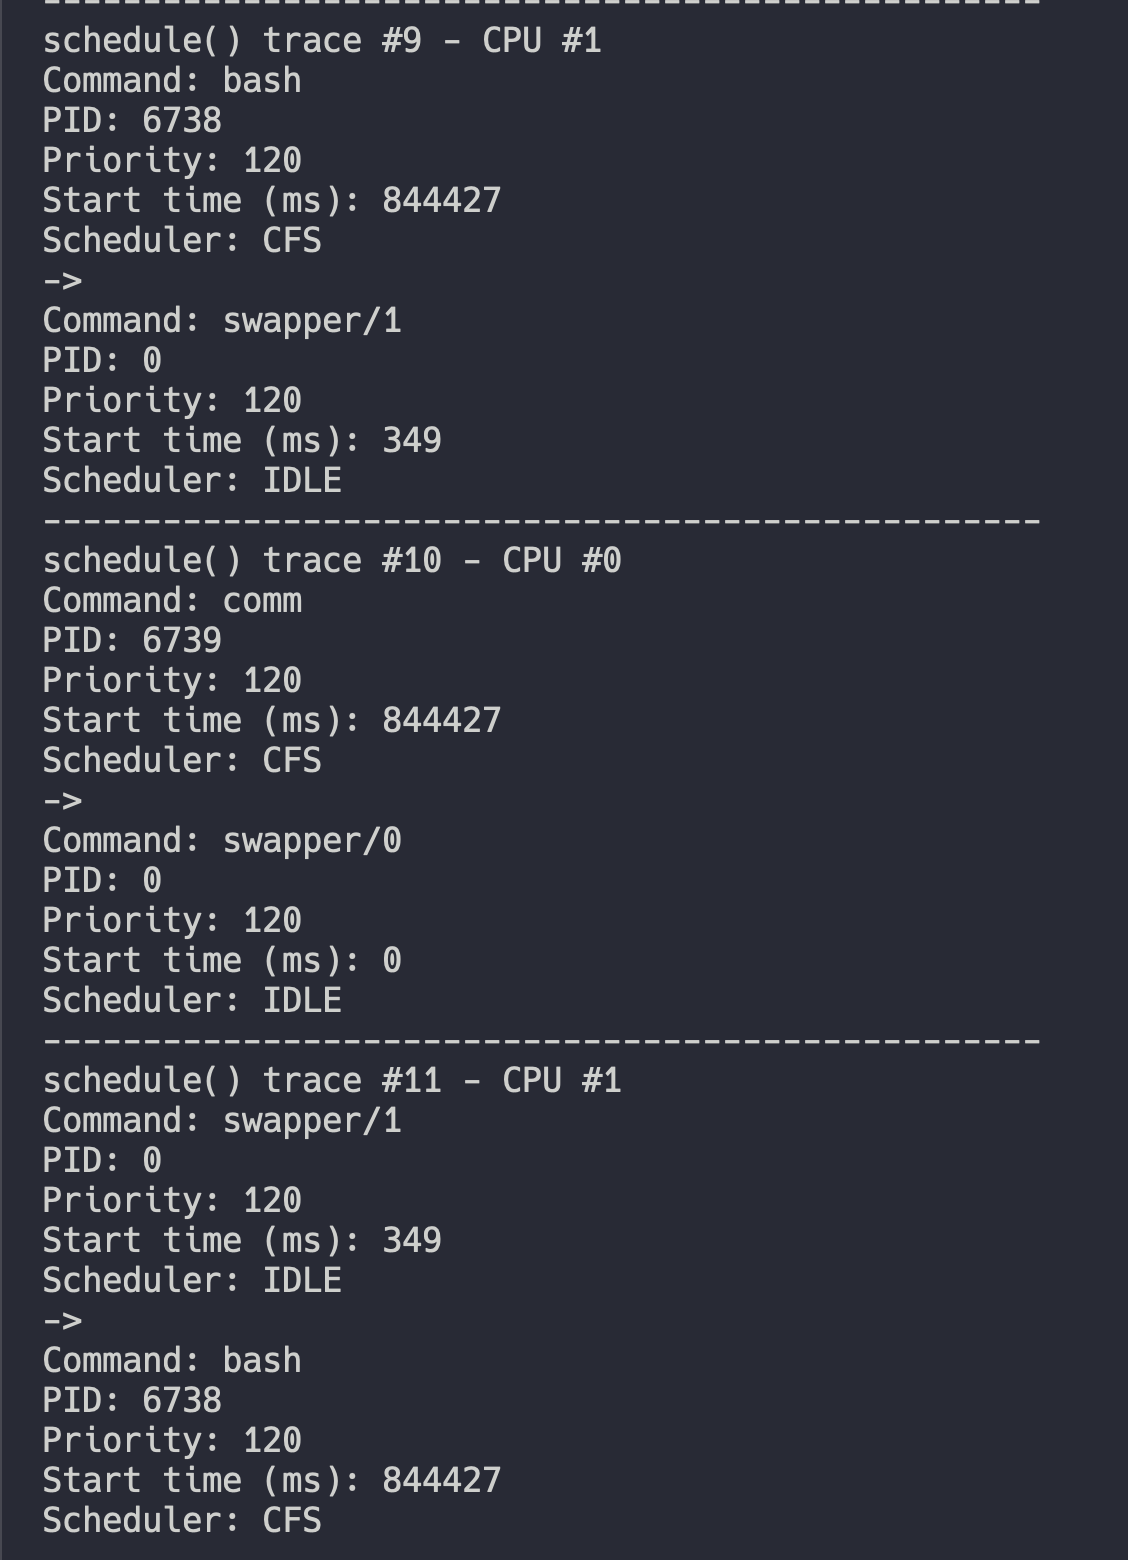 --------------------------------------------------
schedule() trace #9 - CPU #1
Command: bash
PID: 6738
Priority: 120
Start time (ms): 844427
Scheduler: CFS
->
Command: swapper/1
PID: 0
Priority: 120
Start time (ms): 349
Scheduler: IDLE
--------------------------------------------------
schedule() trace #10 - CPU #0
Command: comm
PID: 6739
Priority: 120
Start time (ms): 844427
Scheduler: CFS
->
Command: swapper/0
PID: 0
Priority: 120
Start time (ms): 0
Scheduler: IDLE
--------------------------------------------------
schedule() trace #11 - CPU #1
Command: swapper/1
PID: 0
Priority: 120
Start time (ms): 349
Scheduler: IDLE
->
Command: bash
PID: 6738
Priority: 120
Start time (ms): 844427
Scheduler: CFS